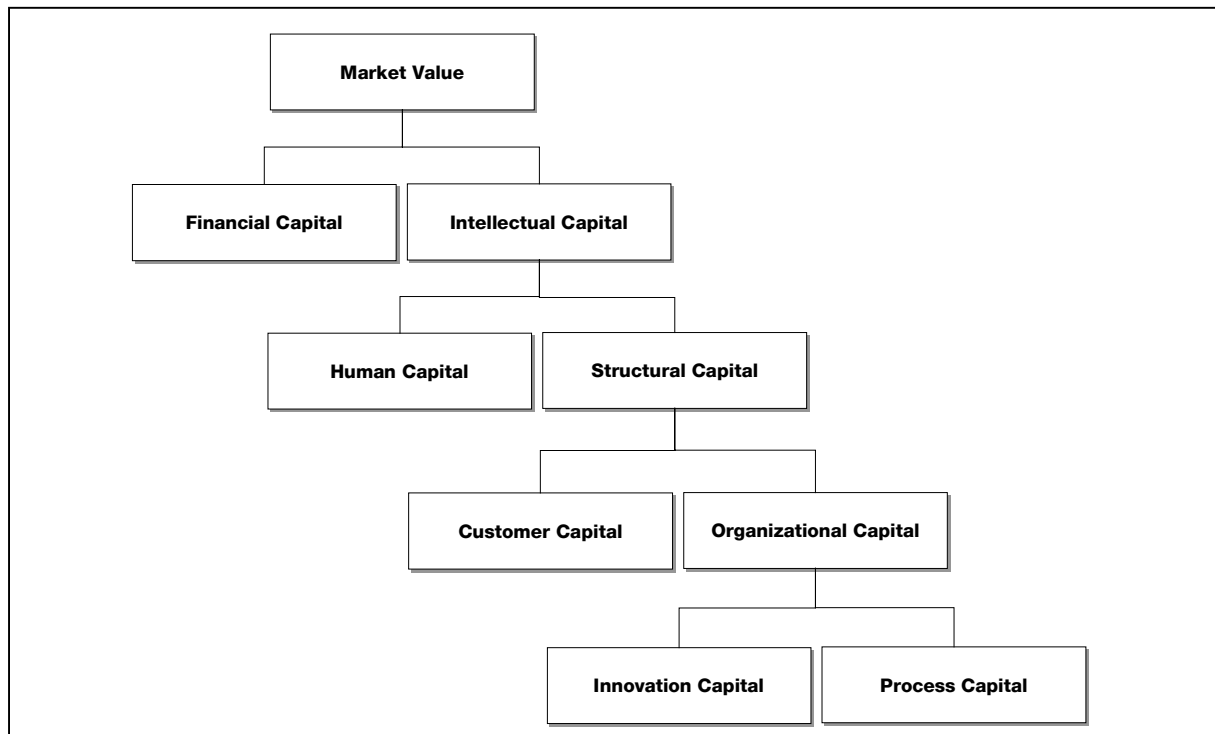 Market Value
Financial Capital
Intellectual Capital
Human Capital
Structural Capital
Customer Capital
Organizational Capital
Innovation Capital
Process Capital